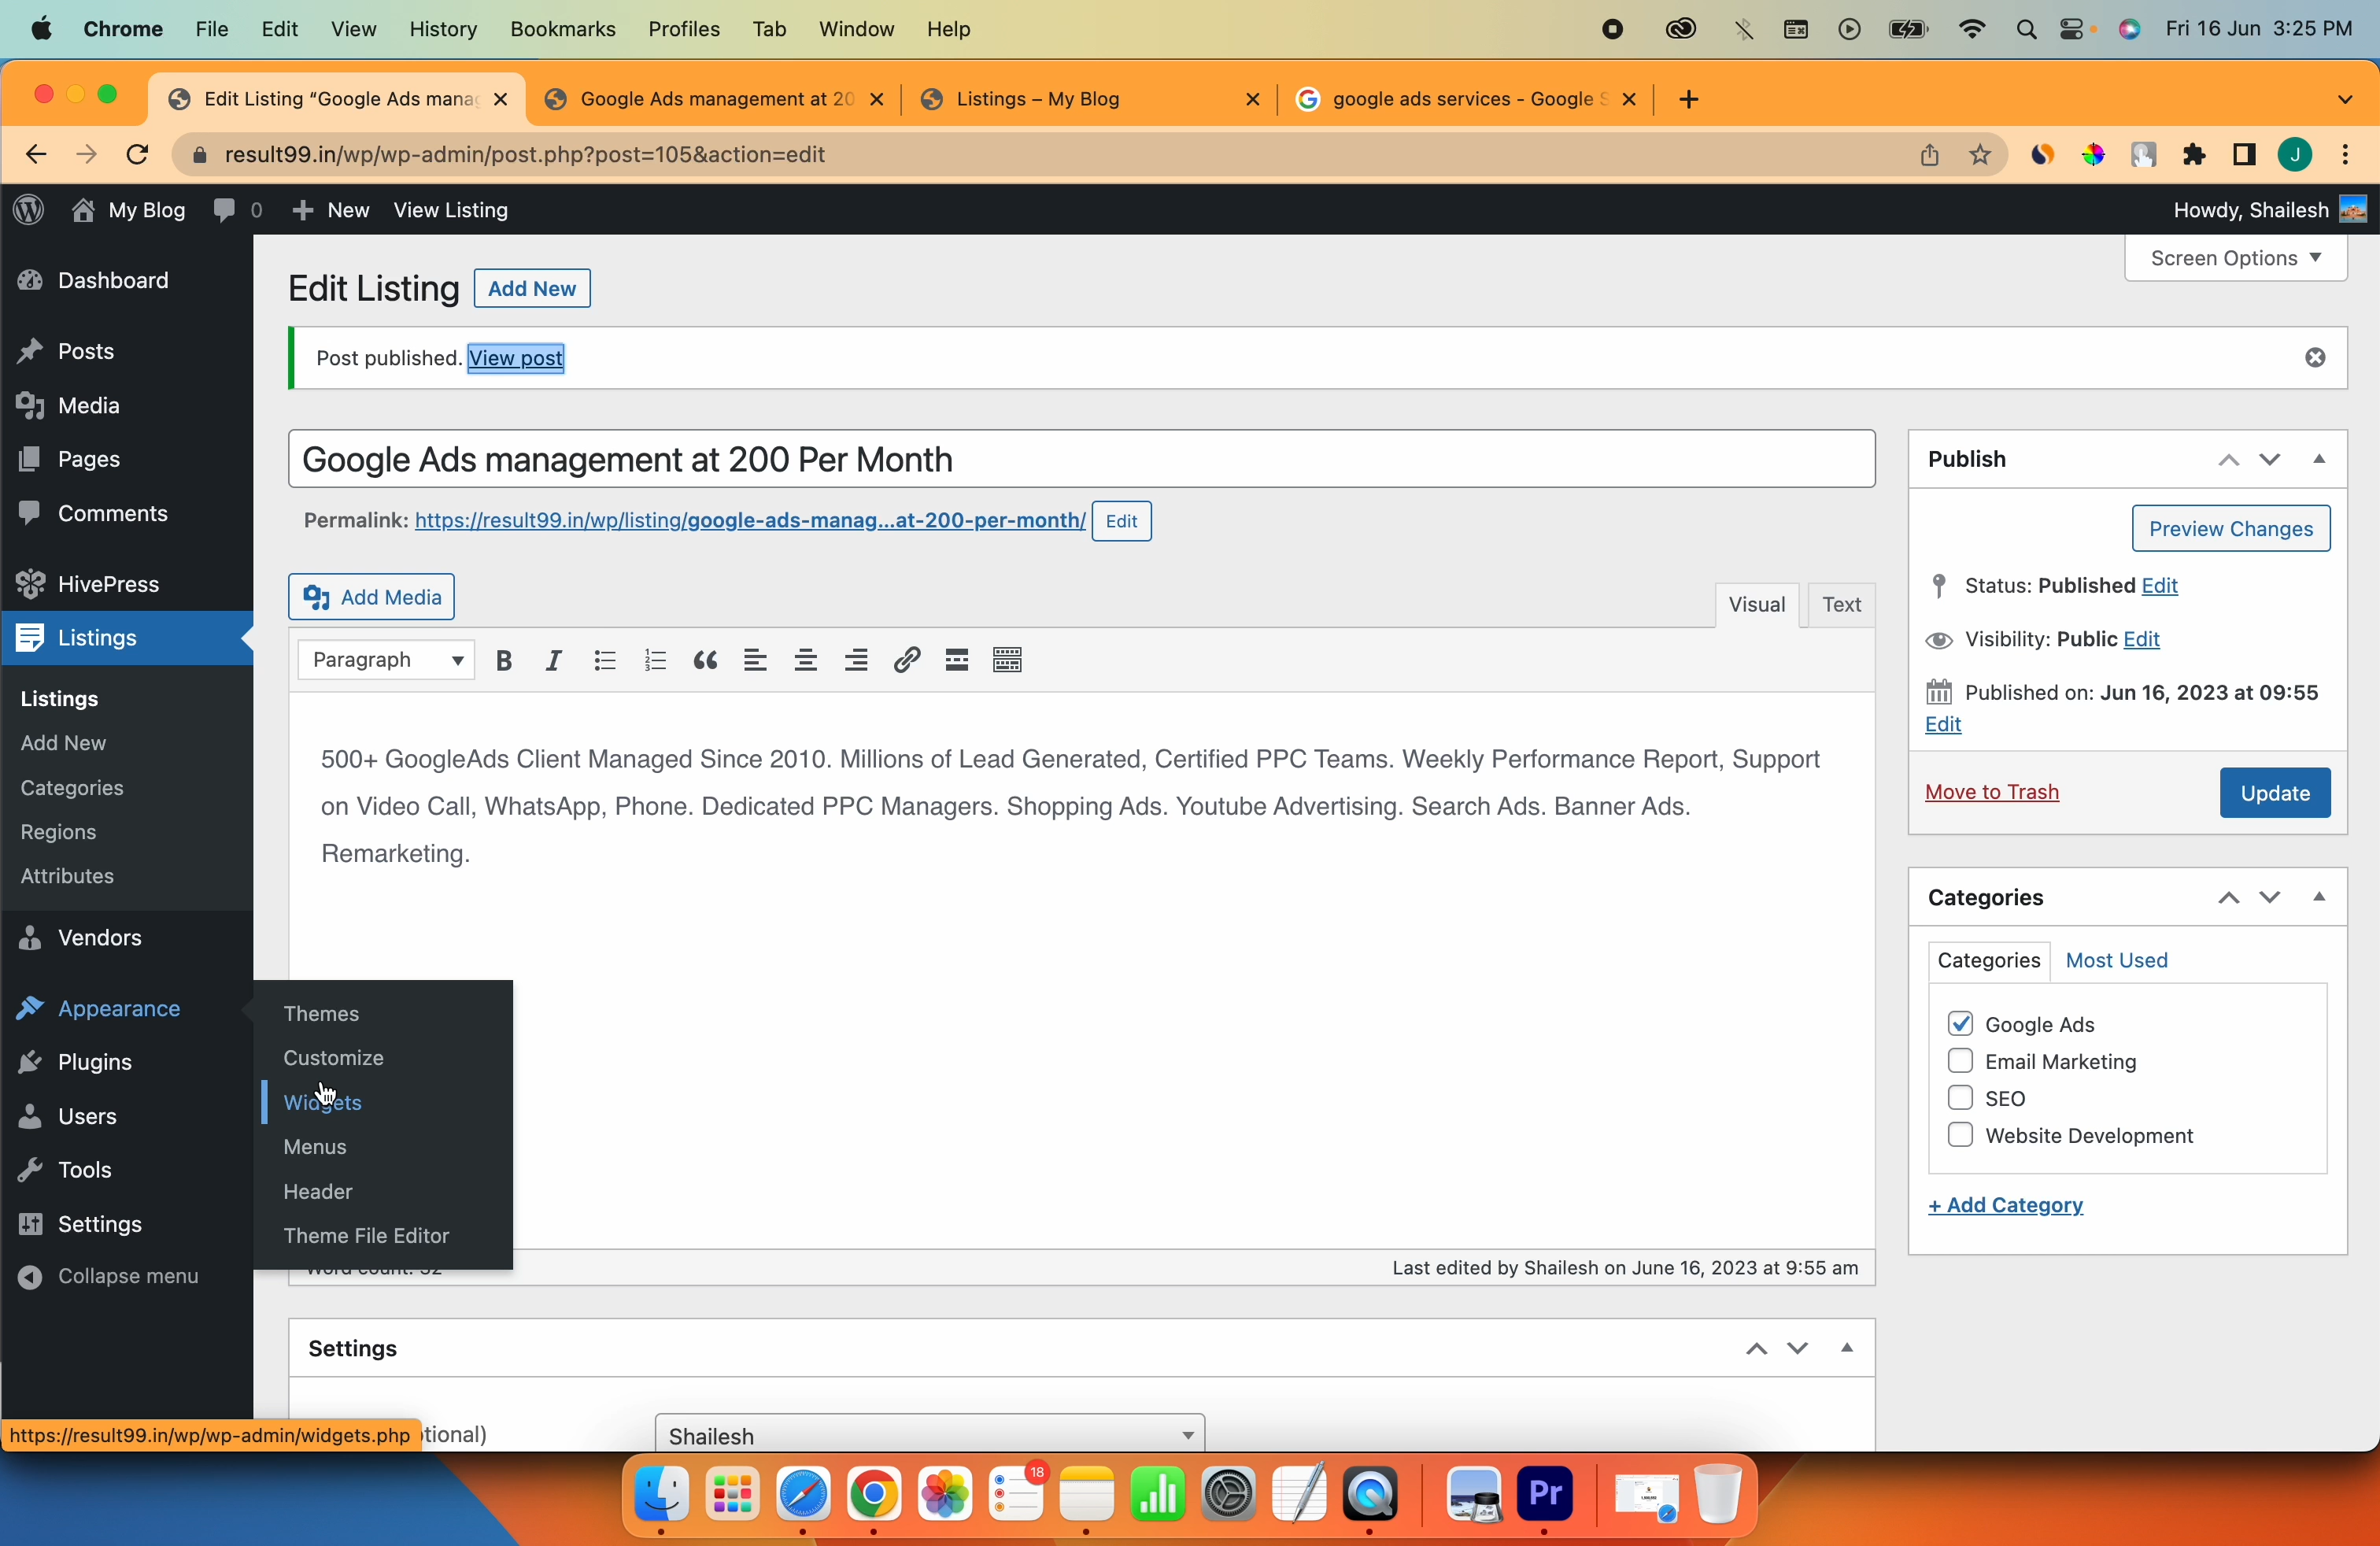 Chrome File Edit View History Bookmarks Profiles Tab Window Help Fri 16 Jun 3:25 PM
Edit Listing “Google Ads mana Google Ads management at 20 Listings – My Blog google ads services - Google S
result99.in/wp/wp-admin/post.php?post=105&action=edit J
My Blog 0 New View Listing Howdy, Shailesh
Screen Options
Dashboard
Posts
Media
Pages
Comments
HivePress
Listings
Listings
Add New
Categories
Regions
Attributes
Vendors
Appearance
Plugins
Users
Tools
Settings
Collapse menu
Themes
Customize
Widgets
Menus
Header
Theme File Editor
Edit Listing Add New
Post published. View post
Google Ads management at 200 Per Month
Permalink: https://result99.in/wp/listing/google-ads-manag...at-200-per-month/ Edit
Add Media
Visual Text
Paragraph
500+ GoogleAds Client Managed Since 2010. Millions of Lead Generated, Certified PPC Teams. Weekly Performance Report, Support
on Video Call, WhatsApp, Phone. Dedicated PPC Managers. Shopping Ads. Youtube Advertising. Search Ads. Banner Ads.
Remarketing.
Word count: 32
Last edited by Shailesh on June 16, 2023 at 9:55 am
Settings
tional)
Shailesh
Publish
Preview Changes
Status: Published Edit
Visibility: Public Edit
Published on: Jun 16, 2023 at 09:55
Edit
Move to Trash Update
Categories
Categories Most Used
Google Ads
Email Marketing
SEO
Website Development
+ Add Category
https://result99.in/wp/wp-admin/widgets.php
18
Pr